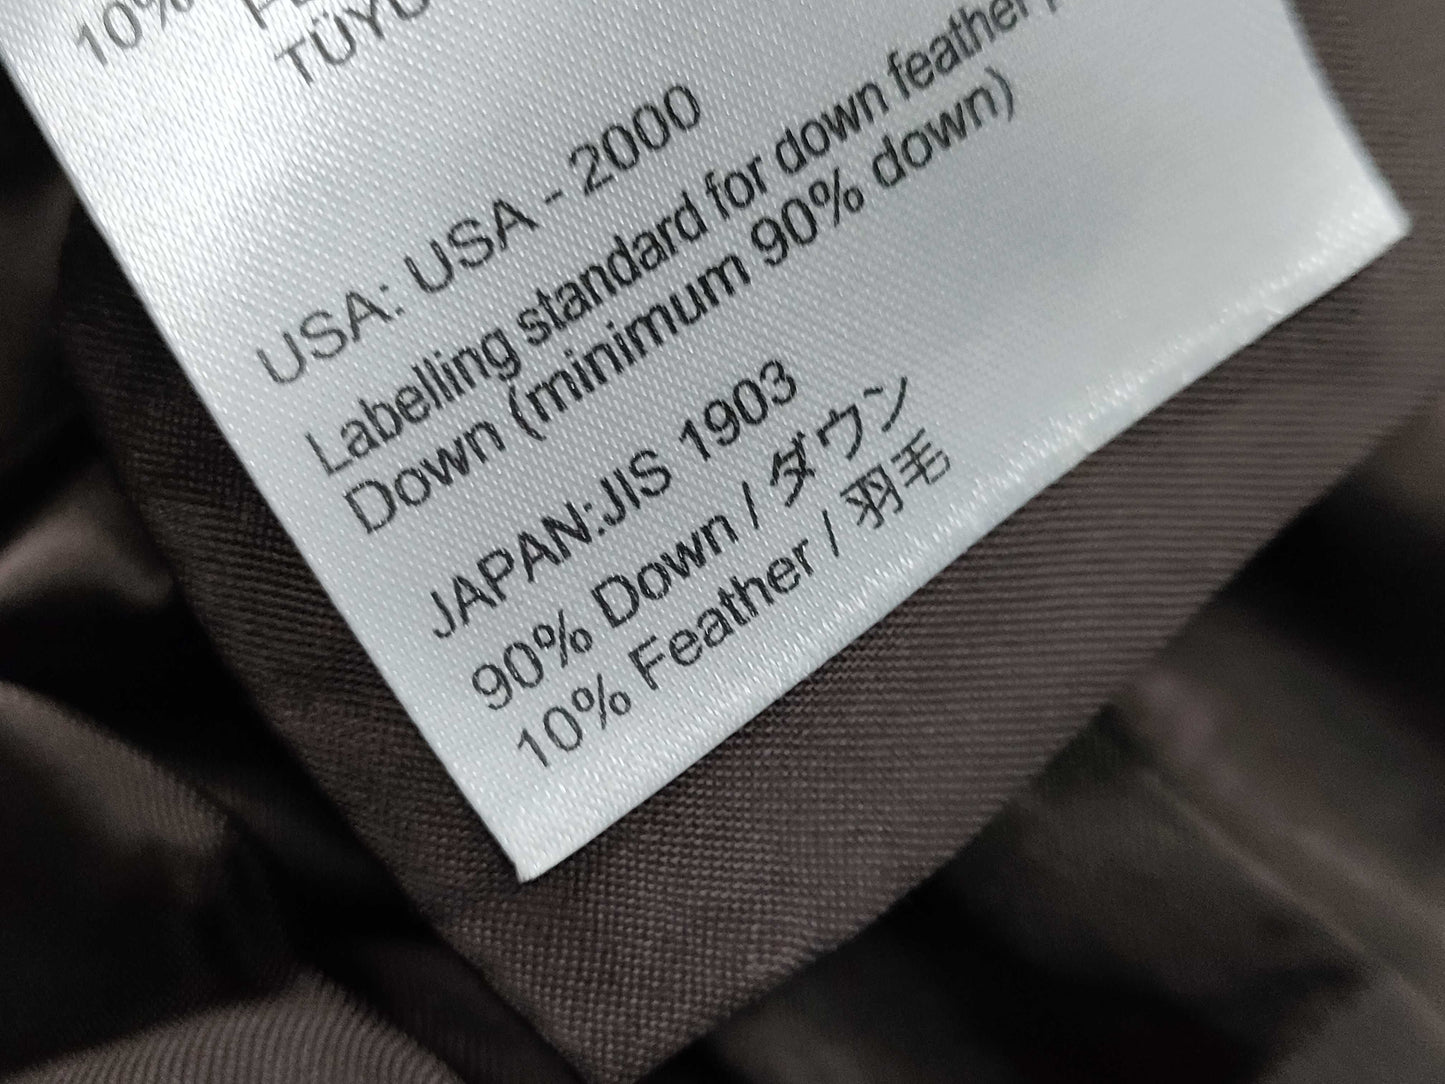 10%
USA: USA - 2000
Labelling standard for down feather
Down (minimum 90% down)
JAPAN:JIS 1903
90% Down / ダウン
10% Feather / 羽毛